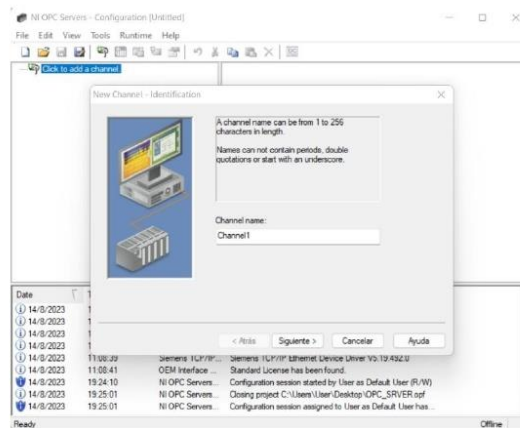 NI OPC Servers - Configuration [Untitled]
File Edit View Tools Runtime Help
Click to add a channel.
New Channel - Identification
A channel name can be from 1 to 256
characters in length.
Names can not contain periods, double
quotations or start with an underscore.
Channel name:
Channel1
< Atrás Siguiente > Cancelar Ayuda
Date
14/8/2023
14/8/2023
14/8/2023
14/8/2023
14/8/2023 11:08:39 Siemens TCP/IP... Siemens TCP/IP Ethernet Device Driver V5.19.492.0
14/8/2023 11:08:41 OEM Interface ... Standard License has been found.
14/8/2023 19:24:10 NI OPC Servers... Configuration session started by User as Default User (R/W)
14/8/2023 19:25:01 NI OPC Servers... Closing project C:\Users\User\Desktop\OPC_SRVER.opf
14/8/2023 19:25:01 NI OPC Servers... Configuration session assigned to User as Default User has...
Ready Offline